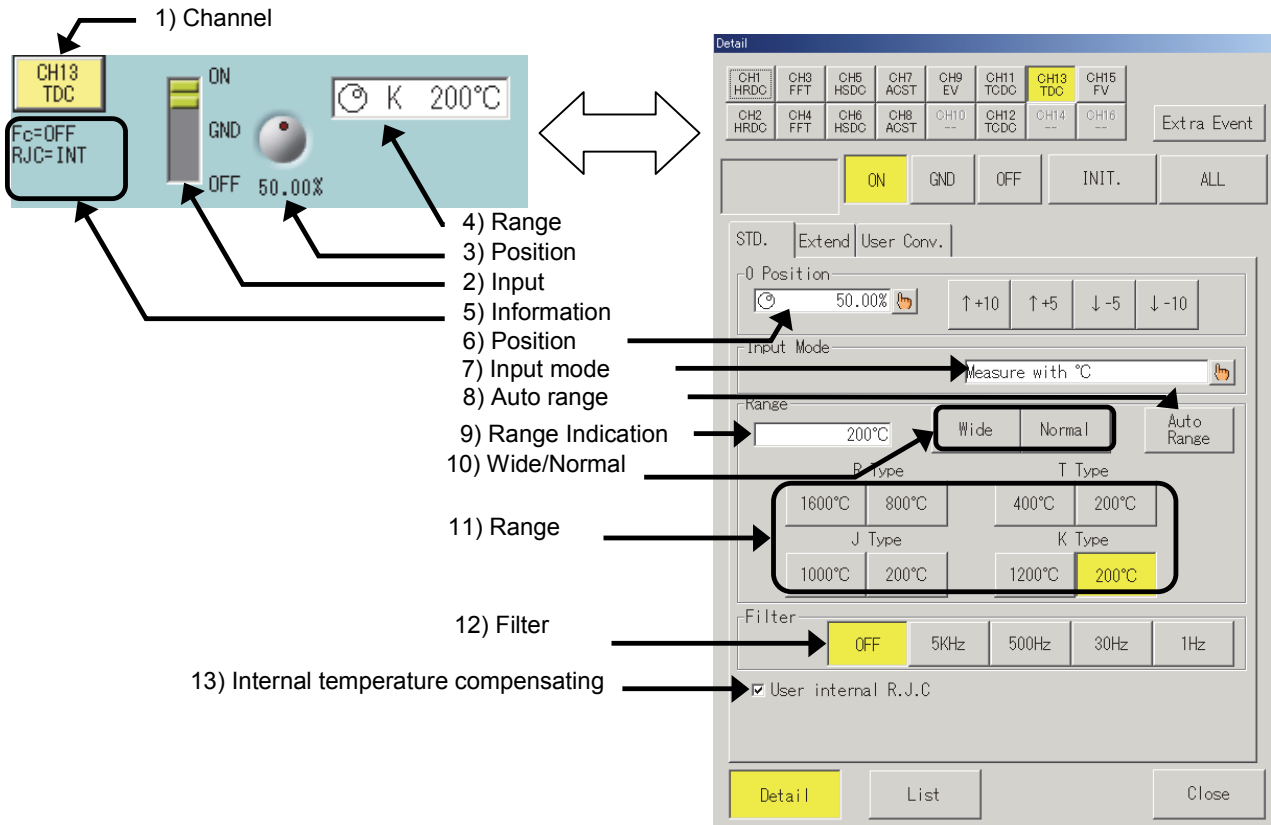 1) Channel
CH13
TDC
Fc=OFF
RJC=INT
ON
GND
OFF
50.00%
K 200°C
4) Range
3) Position
2) Input
5) Information
6) Position
7) Input mode
8) Auto range
9) Range Indication
10) Wide/Normal
11) Range
12) Filter
13) Internal temperature compensating
Detail
CH1 HRDC CH3 FFT CH5 HSDC CH7 ACST CH9 EV CH11 TCDC CH13 TDC CH15 FV
CH2 HRDC CH4 FFT CH6 HSDC CH8 ACST CH10 -- CH12 TCDC CH14 -- CH16 --
Extra Event
ON GND OFF INIT. ALL
STD. Extend User Conv.
0 Position
50.00% ↑+10 ↑+5 ↓-5 ↓-10
Input Mode
Measure with °C
Range
200°C Wide Normal Auto Range
R Type T Type
1600°C 800°C 400°C 200°C
J Type K Type
1000°C 200°C 1200°C 200°C
Filter
OFF 5KHz 500Hz 30Hz 1Hz
User internal R.J.C
Detail List Close